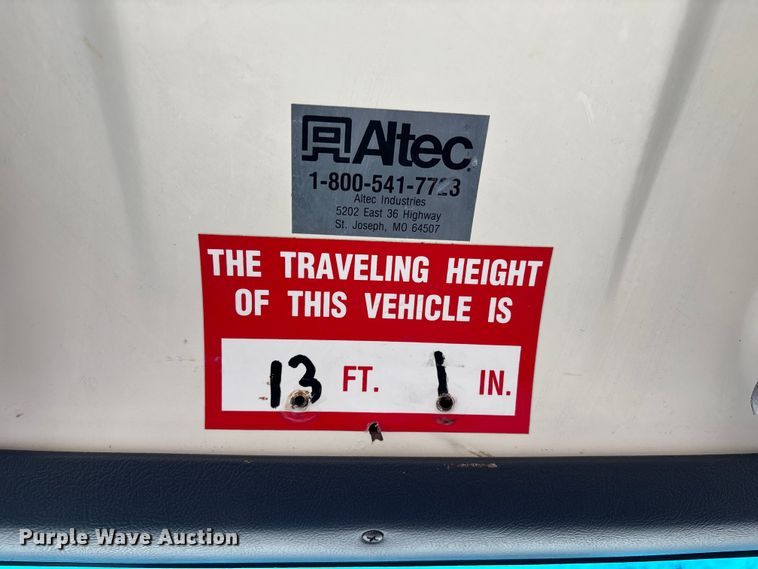 Altec
1-800-541-7723
Altec Industries
5202 East 36 Highway
St. Joseph, MO 64507
THE TRAVELING HEIGHT
OF THIS VEHICLE IS
13 FT. 1 IN.
Purple Wave Auction